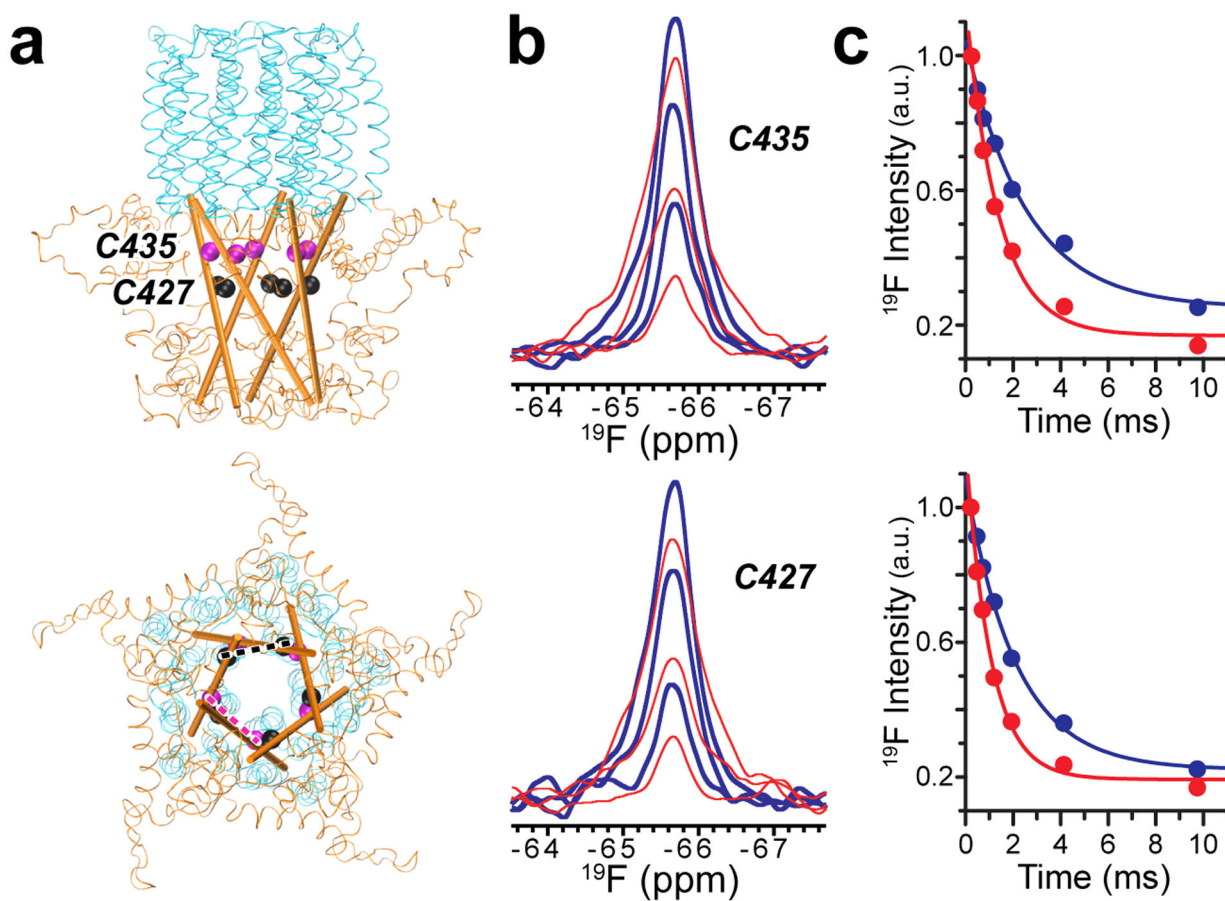 a
b
c
C435
C427
C435
-64 -65 -66 -67
¹⁹F (ppm)
1.0
0.6
0.2
¹⁹F Intensity (a.u.)
0 2 4 6 8 10
Time (ms)
C427
-64 -65 -66 -67
¹⁹F (ppm)
1.0
0.6
0.2
¹⁹F Intensity (a.u.)
0 2 4 6 8 10
Time (ms)